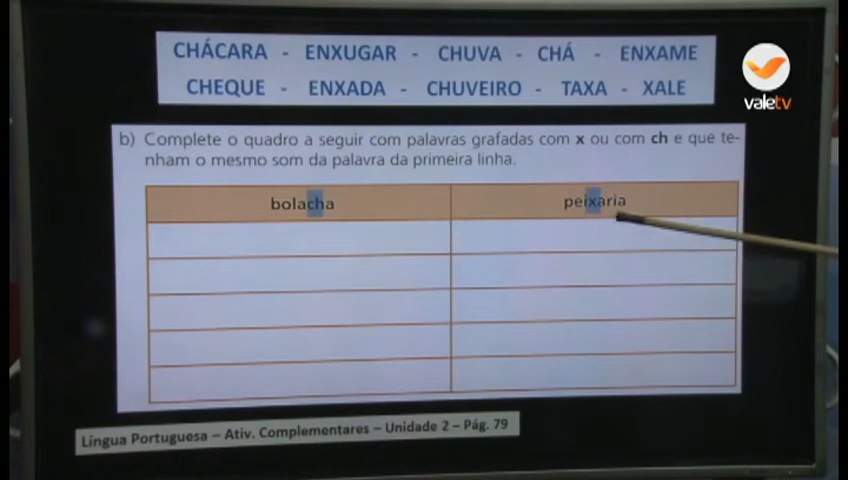 CHÁCARA - ENXUGAR - CHUVA - CHÁ - ENXAME
CHEQUE - ENXADA - CHUVEIRO - TAXA - XALE
valetv
b) Complete o quadro a seguir com palavras grafadas com x ou com ch e que te-
nham o mesmo som da palavra da primeira linha.
bolacha peixaria
Língua Portuguesa – Ativ. Complementares – Unidade 2 – Pág. 79